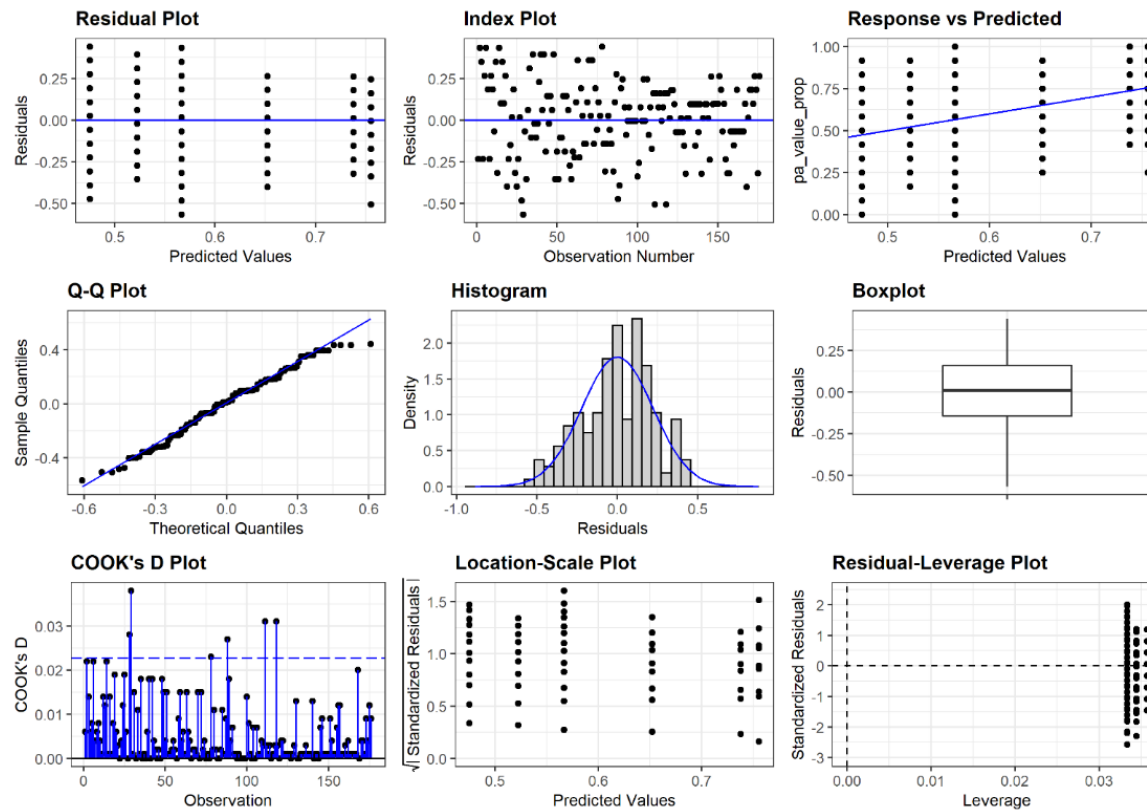 Residual Plot
Residuals
0.25
0.00
-0.25
-0.50
0.5
0.6
0.7
Predicted Values
Index Plot
Residuals
0.25
0.00
-0.25
-0.50
0
50
100
150
Observation Number
Response vs Predicted
pa_value_prop
1.00
0.75
0.50
0.25
0.00
0.5
0.6
0.7
Predicted Values
Q-Q Plot
Sample Quantiles
0.4
0.0
-0.4
-0.6
-0.3
0.0
0.3
0.6
Theoretical Quantiles
Histogram
Density
2.0
1.5
1.0
0.5
0.0
-1.0
-0.5
0.0
0.5
Residuals
Boxplot
Residuals
0.25
0.00
-0.25
-0.50
COOK's D Plot
COOK's D
0.03
0.02
0.01
0.00
0
50
100
150
Observation
Location-Scale Plot
√|Standardized Residuals|
1.5
1.0
0.5
0.0
0.5
0.6
0.7
Predicted Values
Residual-Leverage Plot
Standardized Residuals
2
1
0
-1
-2
-3
0.00
0.01
0.02
0.03
Leverage